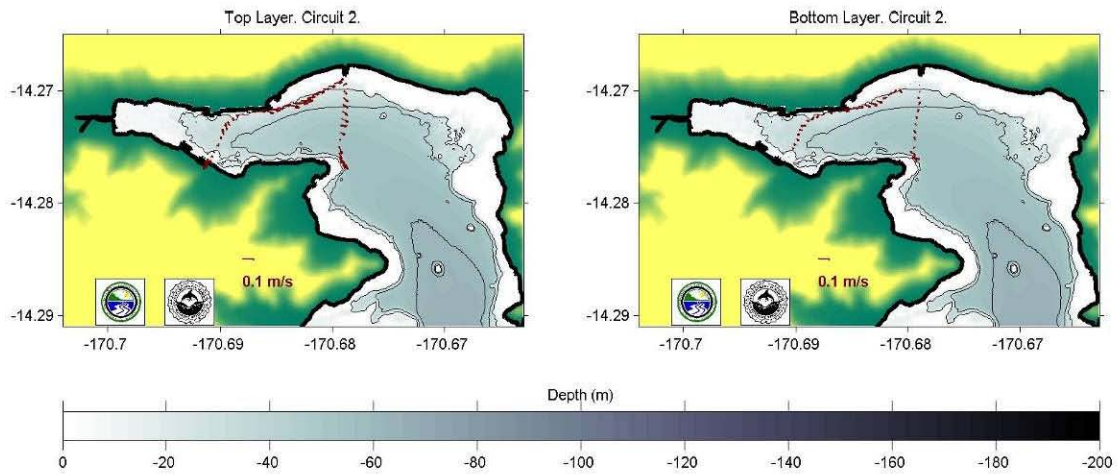 Top Layer. Circuit 2.
Bottom Layer. Circuit 2.
-14.27
-14.28
-14.29
0.1 m/s
-170.7 -170.69 -170.68 -170.67
-14.27
-14.28
-14.29
0.1 m/s
-170.7 -170.69 -170.68 -170.67
Depth (m)
0 -20 -40 -60 -80 -100 -120 -140 -160 -180 -200